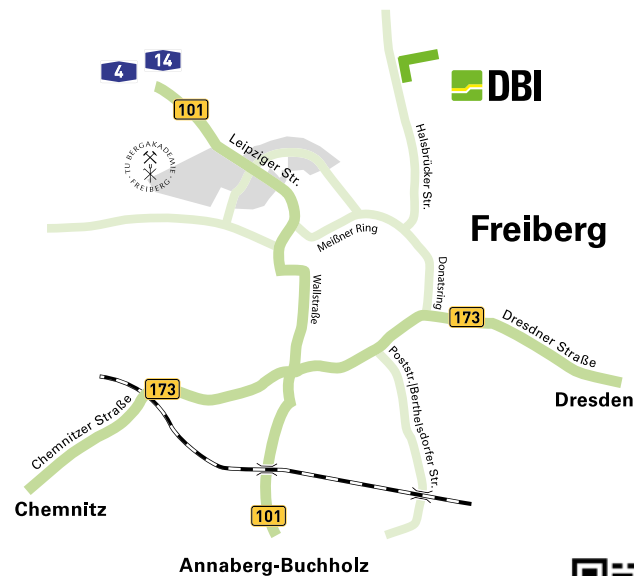 14
4
DBI
101
Leipziger Str.
Halsbrücker Str.
· TU BERGAKADEMIE ·
FREIBERG
Freiberg
Meißner Ring
Donatsring
Wallstraße
173
Dresdner Straße
Poststr.|Berthelsdorfer Str.
173
Dresden
Chemnitzer Straße
Chemnitz
101
Annaberg-Buchholz